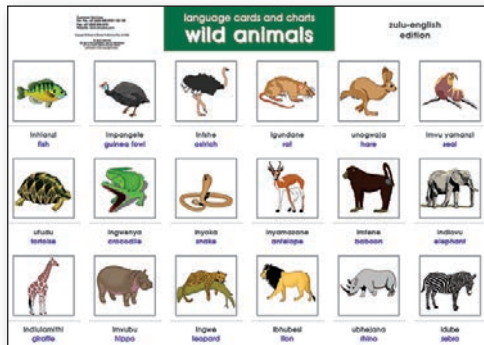 language cards and charts
wild animals
zulu-english
edition
inhlanzi
fish
impangele
guinea fowl
intshe
ostrich
igundane
rat
unogwaja
hare
imvu yamanzi
seal
ufudu
tortoise
ingwenya
crocodile
inyoka
snake
inyamazane
antelope
imfene
baboon
indlovu
elephant
indlulamithi
giraffe
imvubu
hippo
ingwe
leopard
ibhubesi
lion
ubhejana
rhino
idube
zebra